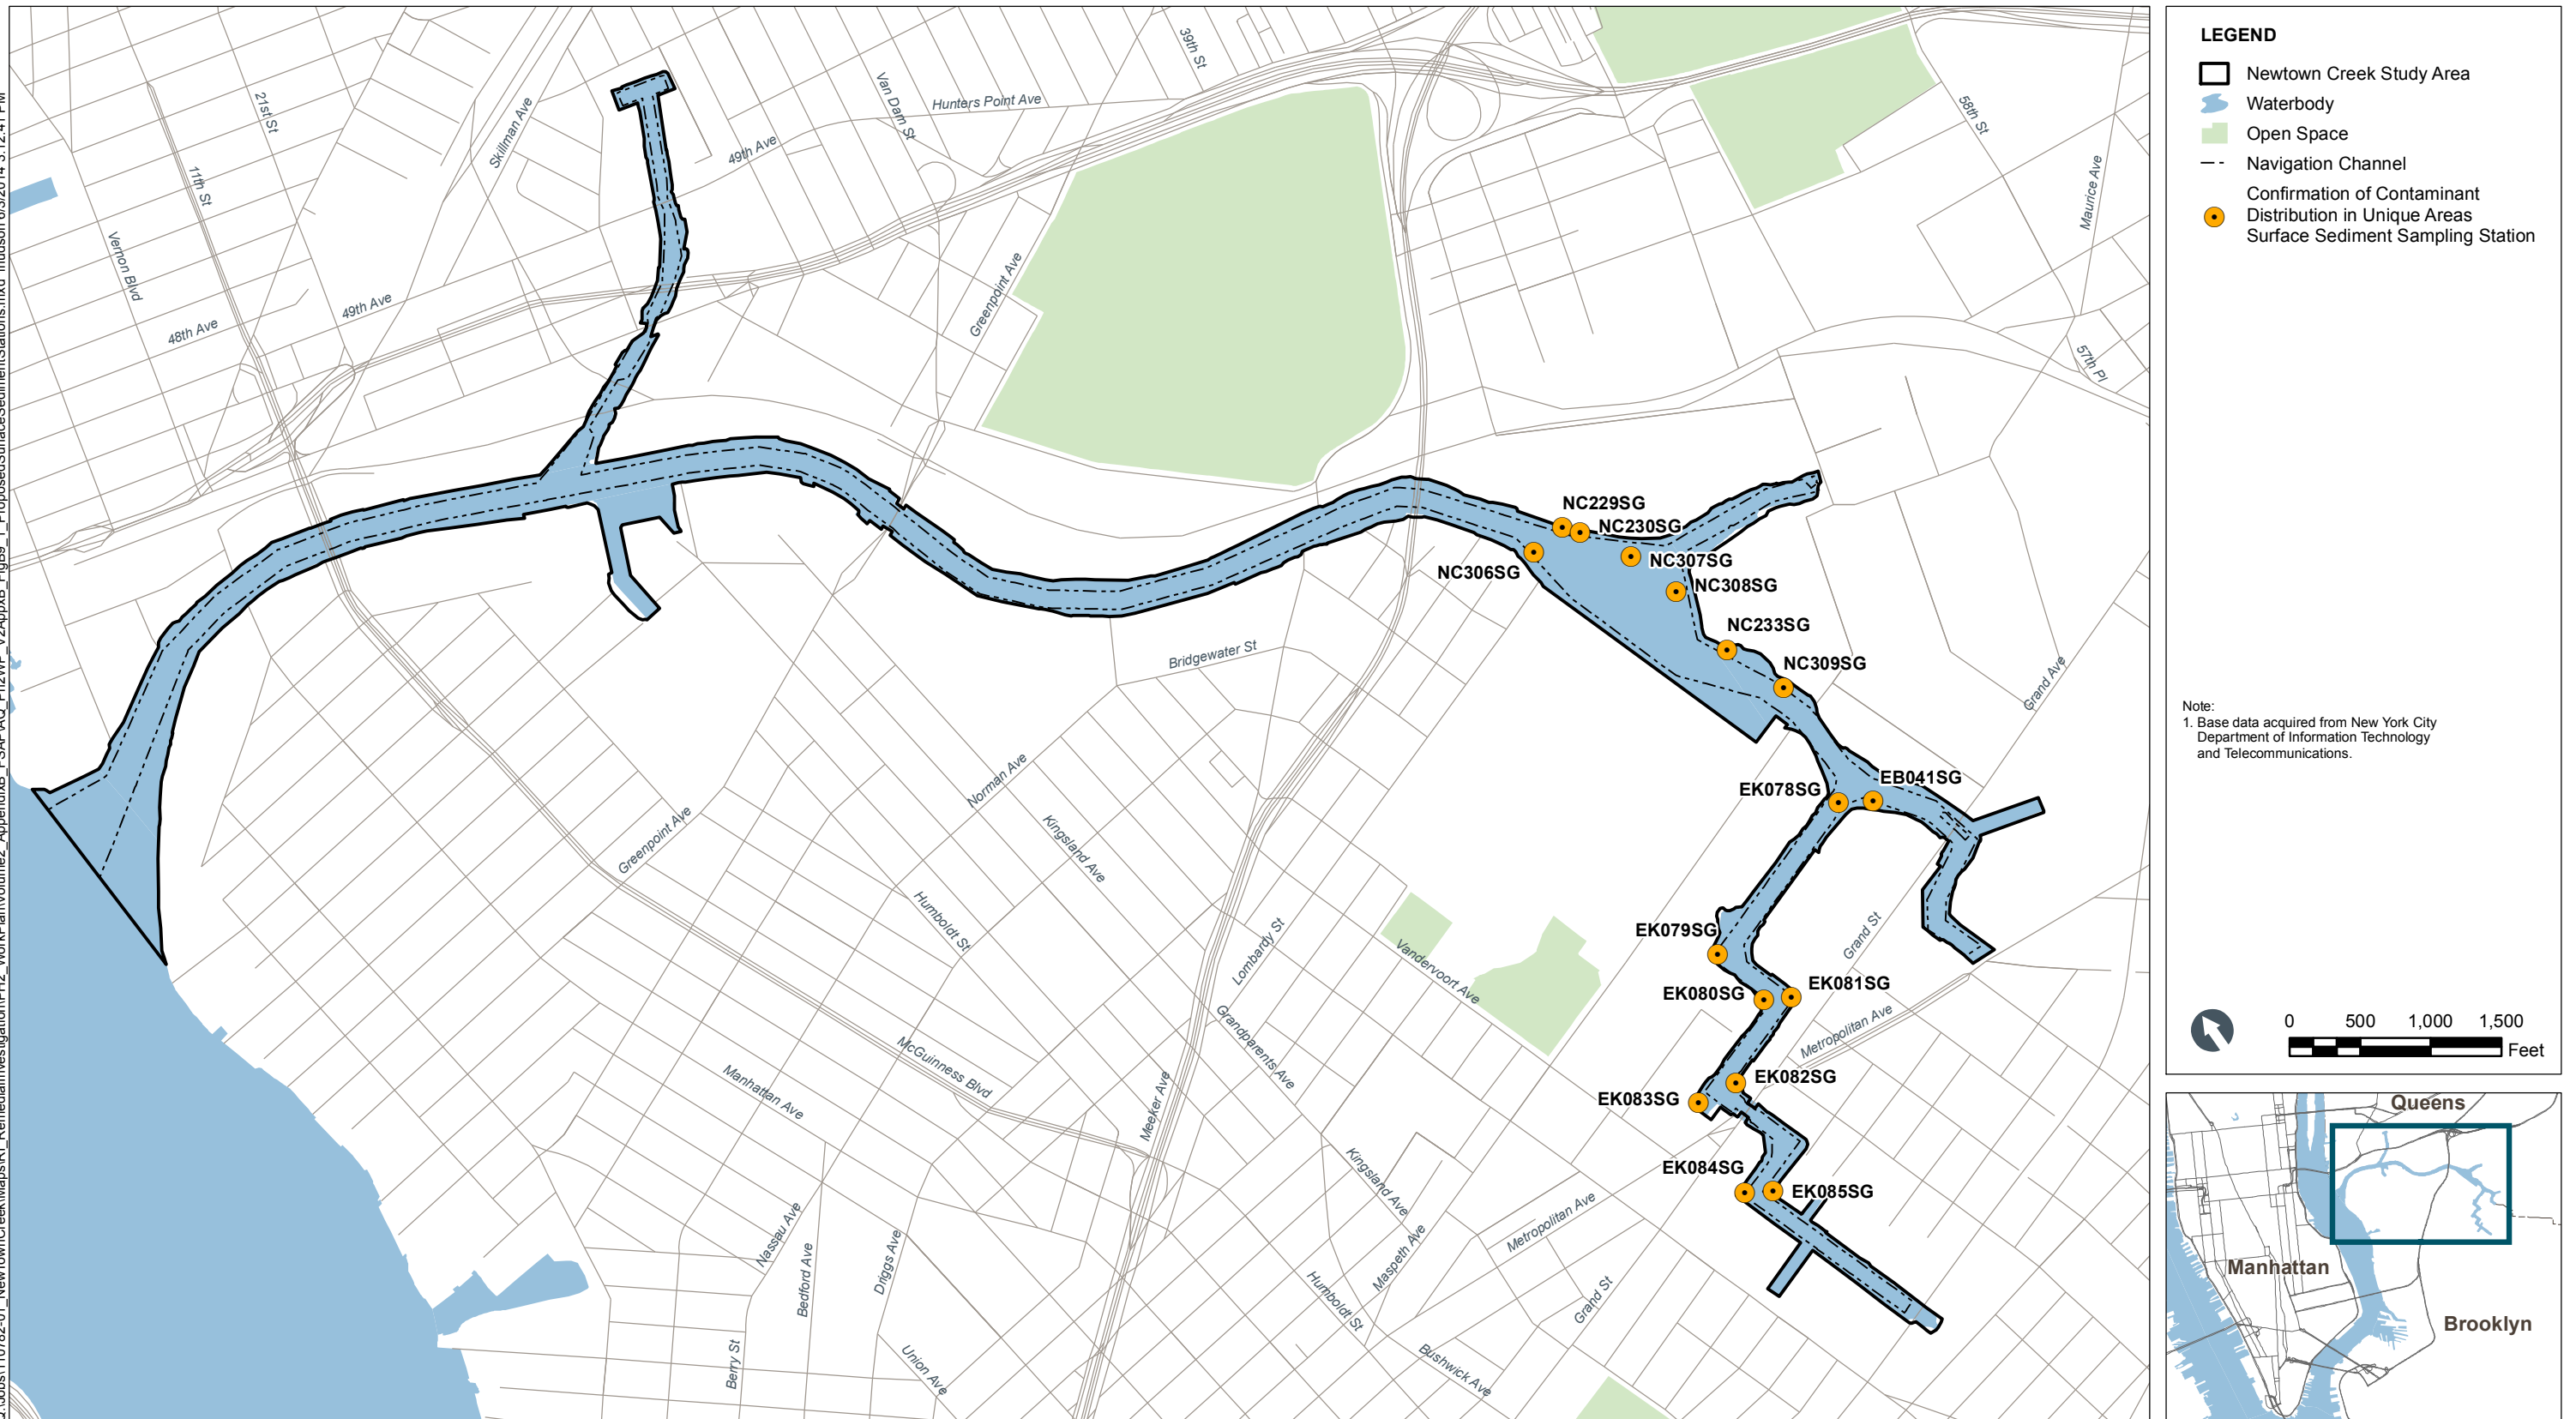 39th St
Van Dam St
Hunters Point Ave
21st St
Skillman Ave
49th Ave
58th St
11th St
Maurice Ave
Vernon Blvd
Greenpoint Ave
49th Ave
48th Ave
57th Pl
NC229SG
NC230SG
NC307SG
NC306SG
NC308SG
NC233SG
NC309SG
Bridgewater St
Grand Ave
EB041SG
EK078SG
Norman Ave
Greenpoint Ave
Kingsland Ave
Humboldt St
Lombardy St
Vandervoort Ave
Grand St
EK079SG
EK080SG
EK081SG
Metropolitan Ave
Grandparents Ave
McGuinness Blvd
Manhattan Ave
Meeker Ave
EK082SG
EK083SG
EK084SG
EK085SG
Kingsland Ave
Metropolitan Ave
Maspeth Ave
Nassau Ave
Bedford Ave
Driggs Ave
Humboldt St
Grand St
Berry St
Union Ave
Bushwick Ave
LEGEND
Newtown Creek Study Area
Waterbody
Open Space
Navigation Channel
Confirmation of Contaminant
Distribution in Unique Areas
Surface Sediment Sampling Station
Note:
1. Base data acquired from New York City
Department of Information Technology
and Telecommunications.
0 500 1,000 1,500
Feet
Queens
Manhattan
Brooklyn